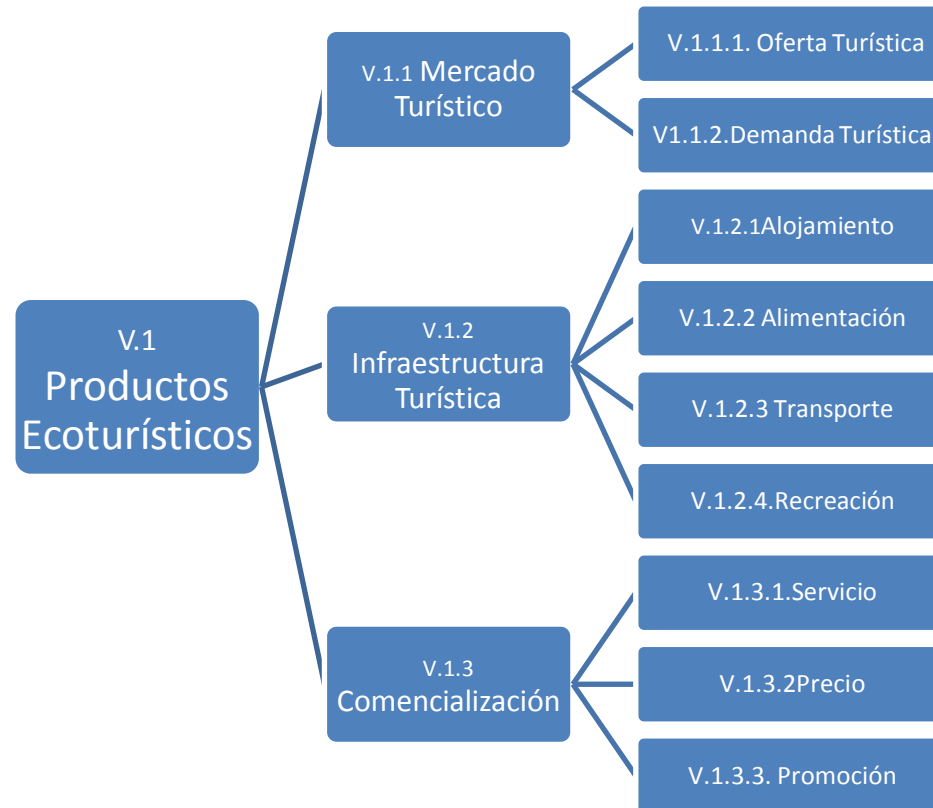 V.1
Productos
Ecoturísticos
V.1.1 Mercado
Turístico
V.1.1.1. Oferta Turística
V1.1.2.Demanda Turística
V.1.2
Infraestructura
Turística
V.1.2.1Alojamiento
V.1.2.2 Alimentación
V.1.2.3 Transporte
V.1.2.4.Recreación
V.1.3
Comencialización
V.1.3.1.Servicio
V.1.3.2Precio
V.1.3.3. Promoción